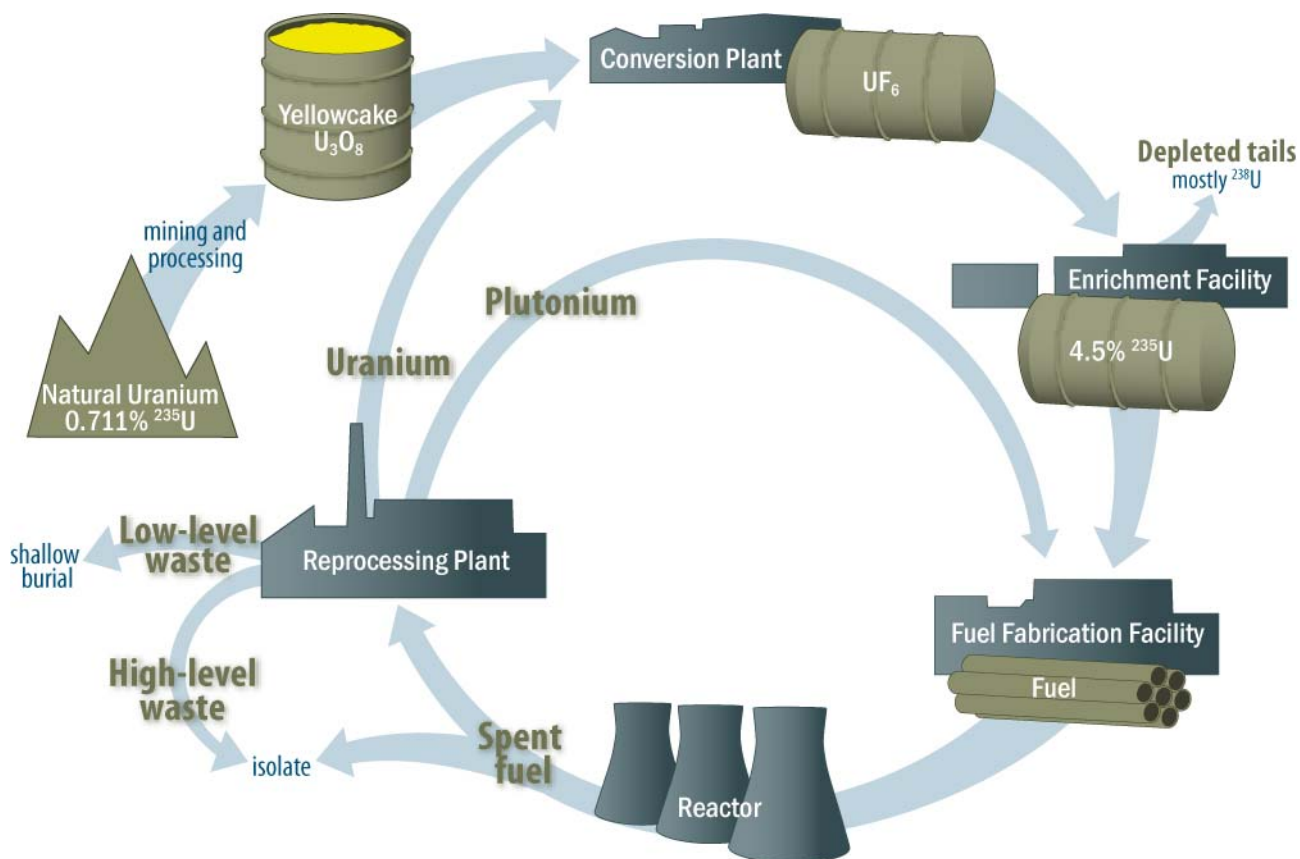 Yellowcake
U₃O₈
Conversion Plant
UF₆
Depleted tails
mostly ²³⁸U
mining and
processing
Enrichment Facility
4.5% ²³⁵U
Plutonium
Uranium
Natural Uranium
0.711% ²³⁵U
Low-level
waste
shallow
burial
Reprocessing Plant
Fuel Fabrication Facility
Fuel
High-level
waste
Spent
fuel
isolate
Reactor